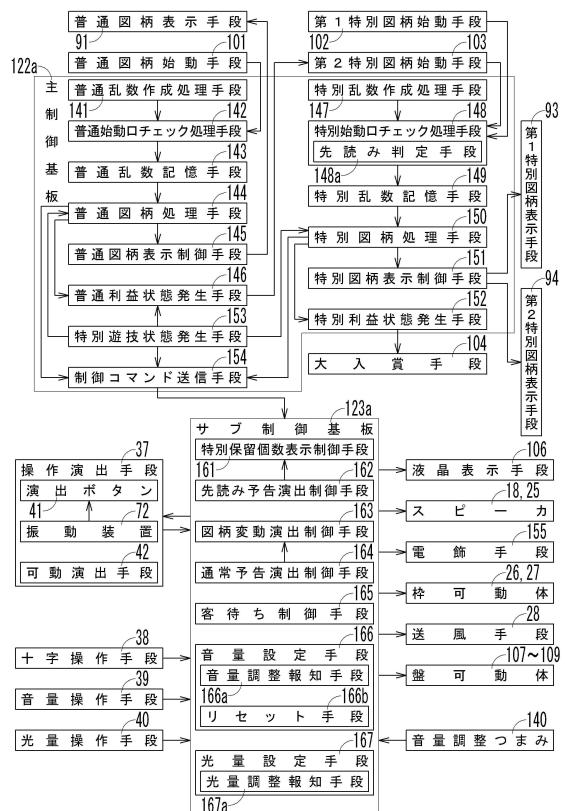 普通図柄表示手段
91
101
普通図柄始動手段
122a
主制御基板
普通乱数作成処理手段
141
142
普通始動口チェック処理手段
143
普通乱数記憶手段
144
普通図柄処理手段
145
普通図柄表示制御手段
146
普通利益状態発生手段
153
特別遊技状態発生手段
154
制御コマンド送信手段
第1特別図柄始動手段
102
103
第2特別図柄始動手段
特別乱数作成処理手段
147
148
特別始動口チェック処理手段
先読み判定手段
148a
149
特別乱数記憶手段
150
特別図柄処理手段
151
特別図柄表示制御手段
152
特別利益状態発生手段
104
大入賞手段
93
第1特別図柄表示手段
94
第2特別図柄表示手段
123a
サブ制御基板
特別保留個数表示制御手段
161
162
先読み予告演出制御手段
163
図柄変動演出制御手段
164
通常予告演出制御手段
165
客待ち制御手段
166
音量設定手段
音量調整報知手段
166a
166b
リセット手段
167
光量設定手段
光量調整報知手段
167a
37
操作演出手段
演出ボタン
41
72
振動装置
42
可動演出手段
38
十字操作手段
39
音量操作手段
40
光量操作手段
106
液晶表示手段
18,25
スピーカ
155
電飾手段
26,27
枠可動体
28
送風手段
107〜109
盤可動体
140
音量調整つまみ